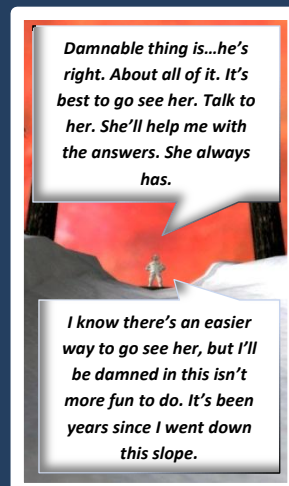 Damnable thing is...he's
right. About all of it. It's
best to go see her. Talk to
her. She'll help me with
the answers. She always
has.
I know there's an easier
way to go see her, but I'll
be damned in this isn't
more fun to do. It's been
years since I went down
this slope.